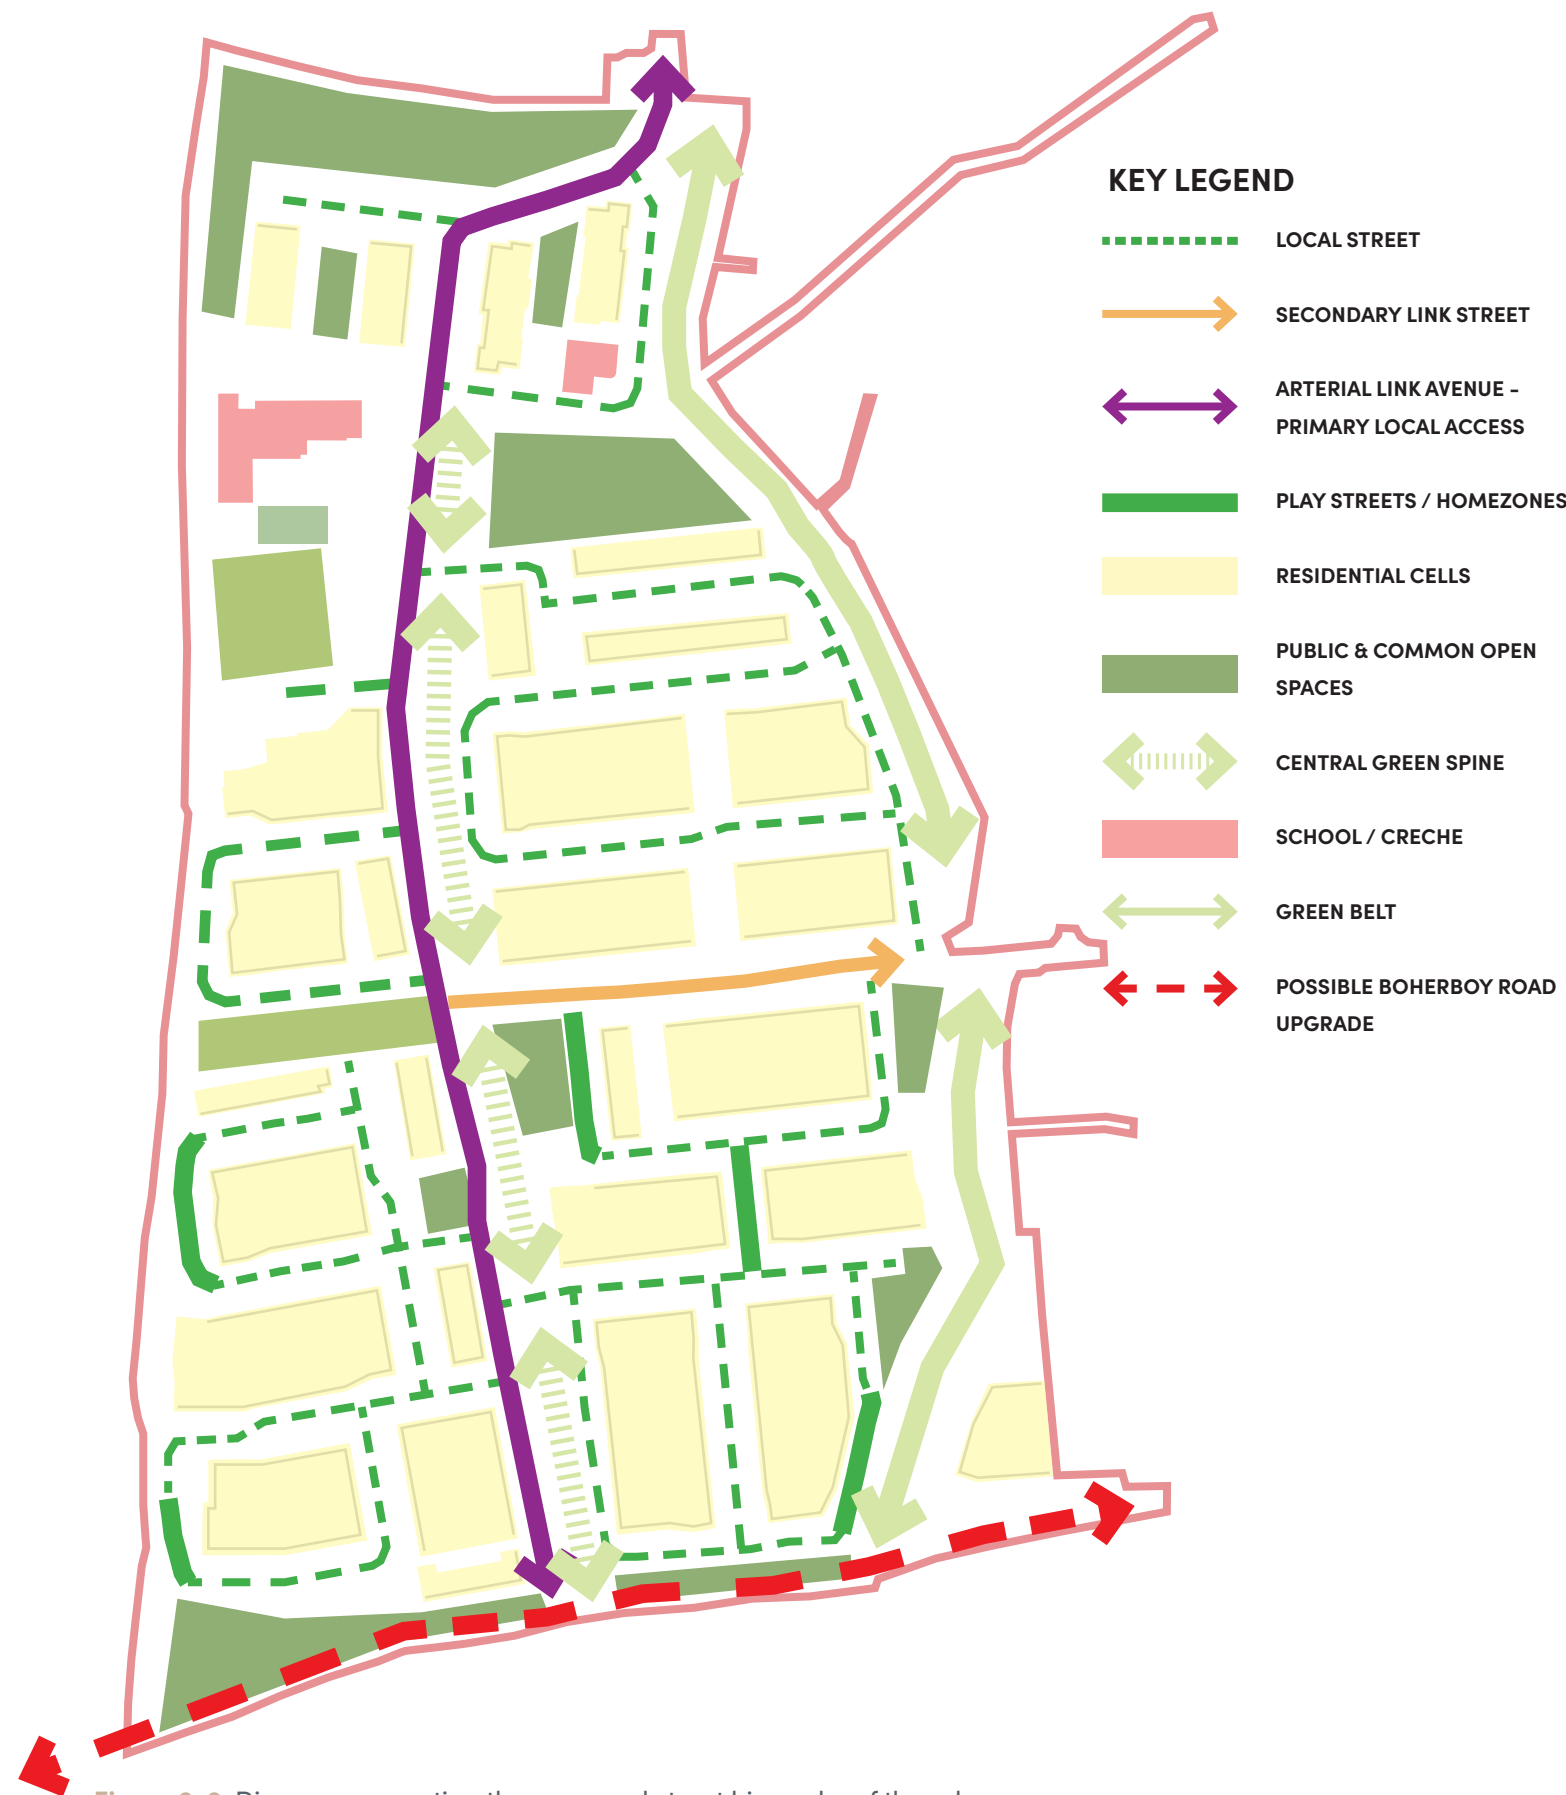 KEY LEGEND
LOCAL STREET
SECONDARY LINK STREET
ARTERIAL LINK AVENUE -
PRIMARY LOCAL ACCESS
PLAY STREETS / HOMEZONES
RESIDENTIAL CELLS
PUBLIC & COMMON OPEN
SPACES
CENTRAL GREEN SPINE
SCHOOL / CRECHE
GREEN BELT
POSSIBLE BOHERBOY ROAD
UPGRADE